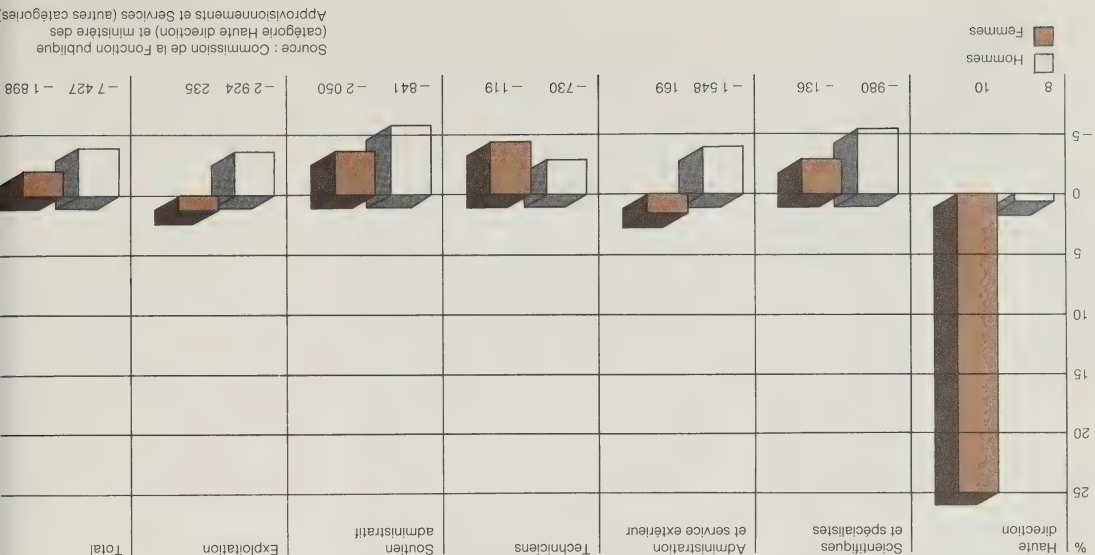 %
Haute
direction
Scientifiques
et spécialistes
Administration
et service extérieur
Techniciens
Soutien
administratif
Exploitation
Total
25
20
15
10
5
0
-5
8 10 – 980 – 136 – 1 548 169 – 730 – 119 – 841 – 2 050 – 2 924 235 – 7 427 – 1 898
Hommes
Femmes
Source : Commission de la Fonction publique
(catégorie Haute direction) et ministère des
Approvisionnements et Services (autres catégories)